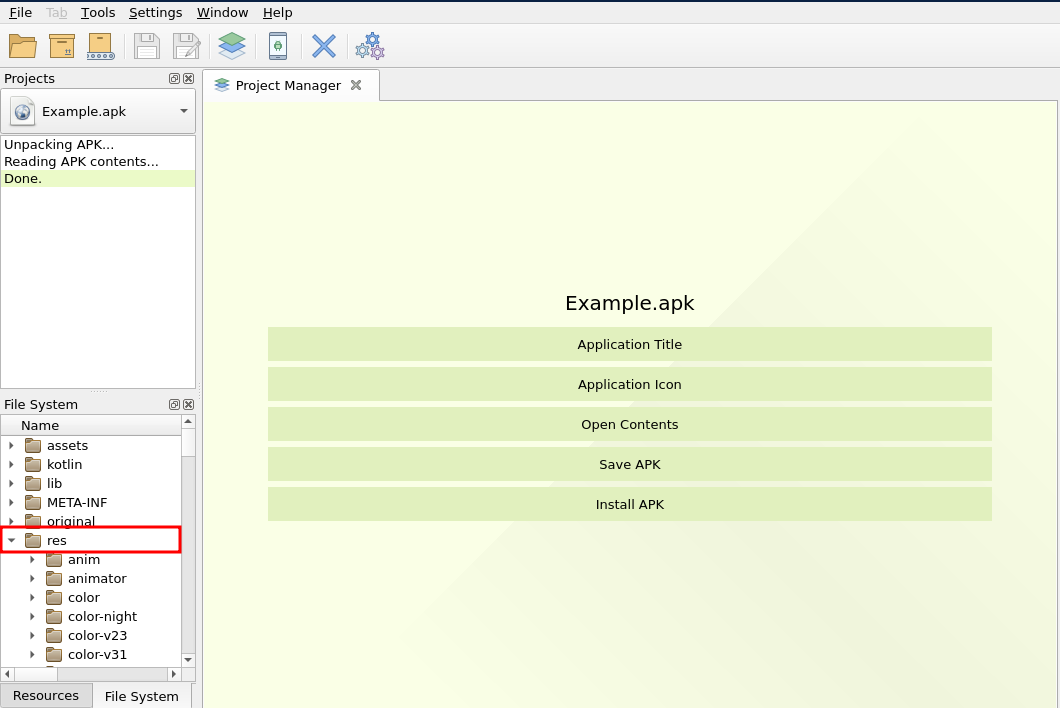 File Tab Tools Settings Window Help
Projects
Example.apk
Unpacking APK...
Reading APK contents...
Done.
File System
Name
assets
kotlin
lib
META-INF
original
res
anim
animator
color
color-night
color-v23
color-v31
Resources File System
Project Manager
Example.apk
Application Title
Application Icon
Open Contents
Save APK
Install APK